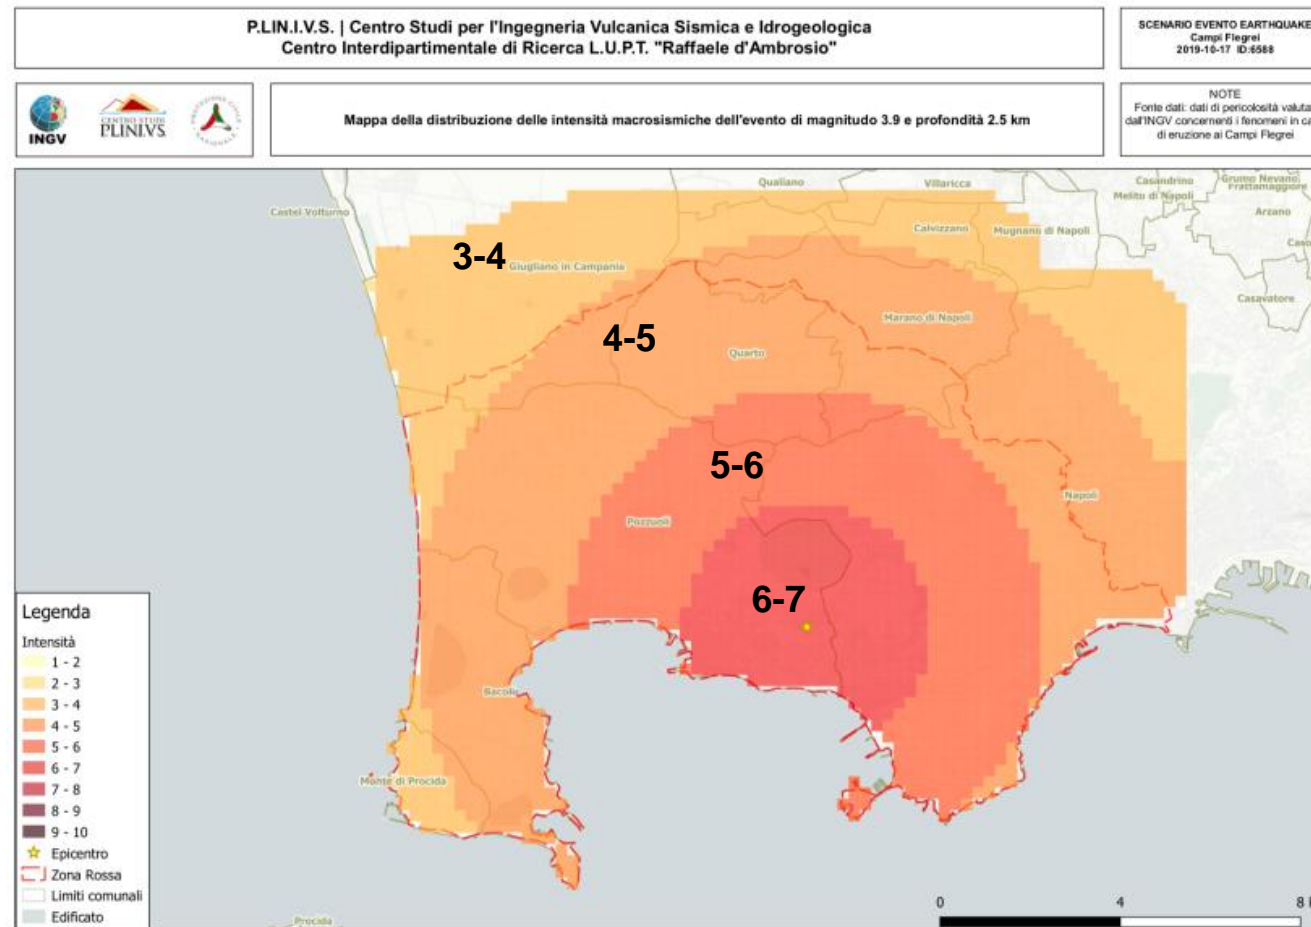 P.LIN.I.V.S. | Centro Studi per l'Ingegneria Vulcanica Sismica e Idrogeologica
Centro Interdipartimentale di Ricerca L.U.P.T. "Raffaele d'Ambrosio"
SCENARIO EVENTO EARTHQUAKE
Campi Flegrei
2019-10-17 ID:6588
INGV
CENTRO STUDI
PLINIVS
PROTEZIONE CIVILE
NAZIONALE
Mappa della distribuzione delle intensità macrosismiche dell'evento di magnitudo 3.9 e profondità 2.5 km
NOTE
Fonte dati: dati di pericolosità valuta
dall'INGV concernenti i fenomeni in ca
di eruzione ai Campi Flegrei
Castel Volturno
Qualiano
Villaricca
Casandrino
Grumo Nevano
Frattamaggiore
Melito di Napoli
Arzano
Calvizzano
Mugnano di Napoli
Caso
3-4
Giugliano in Campania
Casavatore
Marano di Napoli
4-5
Quarto
5-6
Napoli
Pozzuoli
6-7
Bacoli
Monte di Procida
Procida
Legenda
Intensità
1 - 2
2 - 3
3 - 4
4 - 5
5 - 6
6 - 7
7 - 8
8 - 9
9 - 10
Epicentro
Zona Rossa
Limiti comunali
Edificato
0 4 8 k